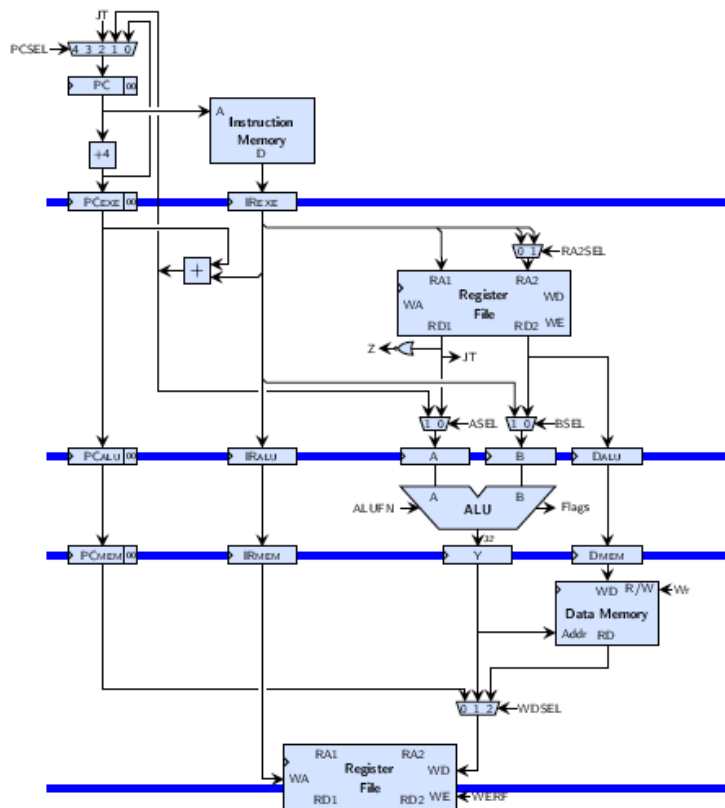 JT
PCSEL
4 3 2 1 0
PC
00
A
Instruction
Memory
D
+4
PCEXE
00
IREXE
0 1
RA2SEL
+
RA1
RA2
WA
Register
File
WD
WE
RD1
RD2
Z
JT
1 0
ASEL
1 0
BSEL
PCALU
00
IRALU
A
B
DALU
A
B
ALUFN
ALU
Flags
32
PCMEM
00
IRMEM
Y
DMEM
WD
R/W
Wr
Data Memory
Addr
RD
0 1 2
WDSEL
RA1
RA2
WA
Register
File
WD
RD1
RD2
WE
WERF